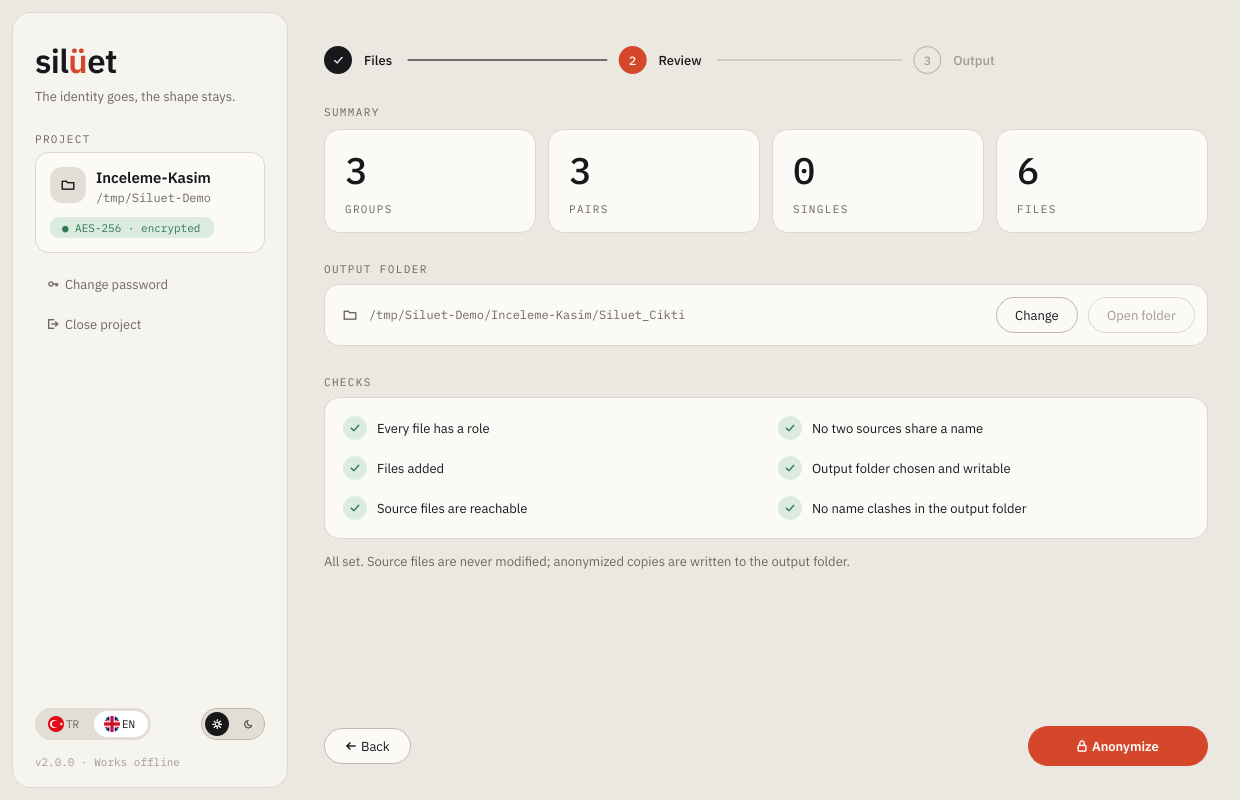 silüet
The identity goes, the shape stays.
PROJECT
Inceleme-Kasim
/tmp/Siluet-Demo
AES-256 · encrypted
Change password
Close project
TR
EN
v2.0.0 · Works offline
Files
2
Review
3
Output
SUMMARY
3
GROUPS
3
PAIRS
0
SINGLES
6
FILES
OUTPUT FOLDER
/tmp/Siluet-Demo/Inceleme-Kasim/Siluet_Cikti
Change
Open folder
CHECKS
Every file has a role
No two sources share a name
Files added
Output folder chosen and writable
Source files are reachable
No name clashes in the output folder
All set. Source files are never modified; anonymized copies are written to the output folder.
Back
Anonymize